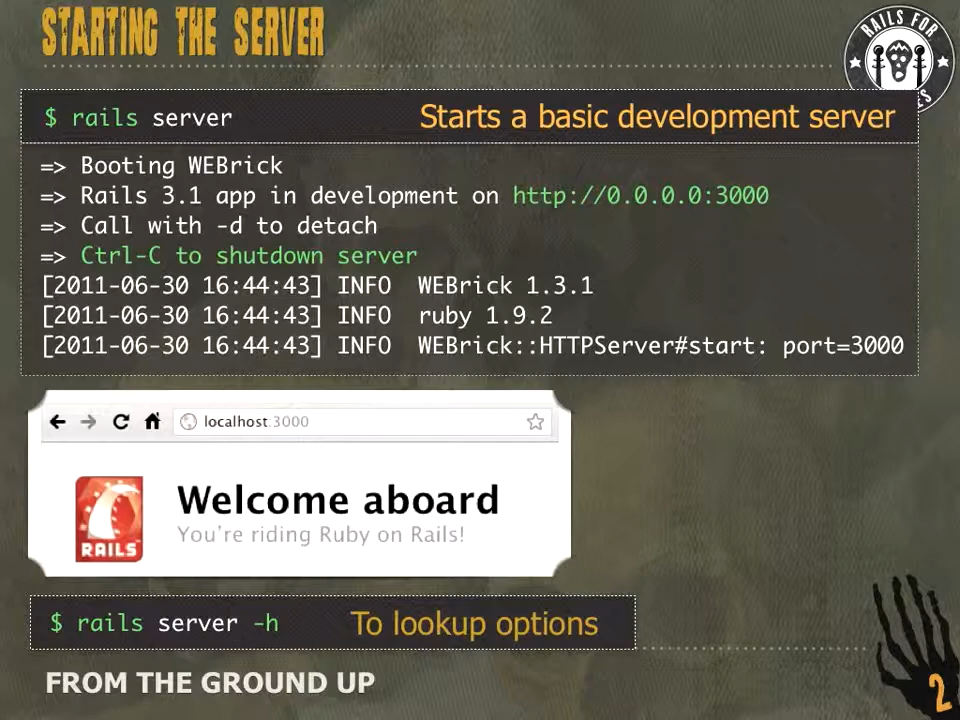 STARTING THE SERVER
RAILS FOR
$ rails server
Starts a basic development server
=> Booting WEBrick
=> Rails 3.1 app in development on http://0.0.0.0:3000
=> Call with -d to detach
=> Ctrl-C to shutdown server
[2011-06-30 16:44:43] INFO  WEBrick 1.3.1
[2011-06-30 16:44:43] INFO  ruby 1.9.2
[2011-06-30 16:44:43] INFO  WEBrick::HTTPServer#start: port=3000
localhost:3000
Welcome aboard
You're riding Ruby on Rails!
RAILS
$ rails server -h
To lookup options
FROM THE GROUND UP
2